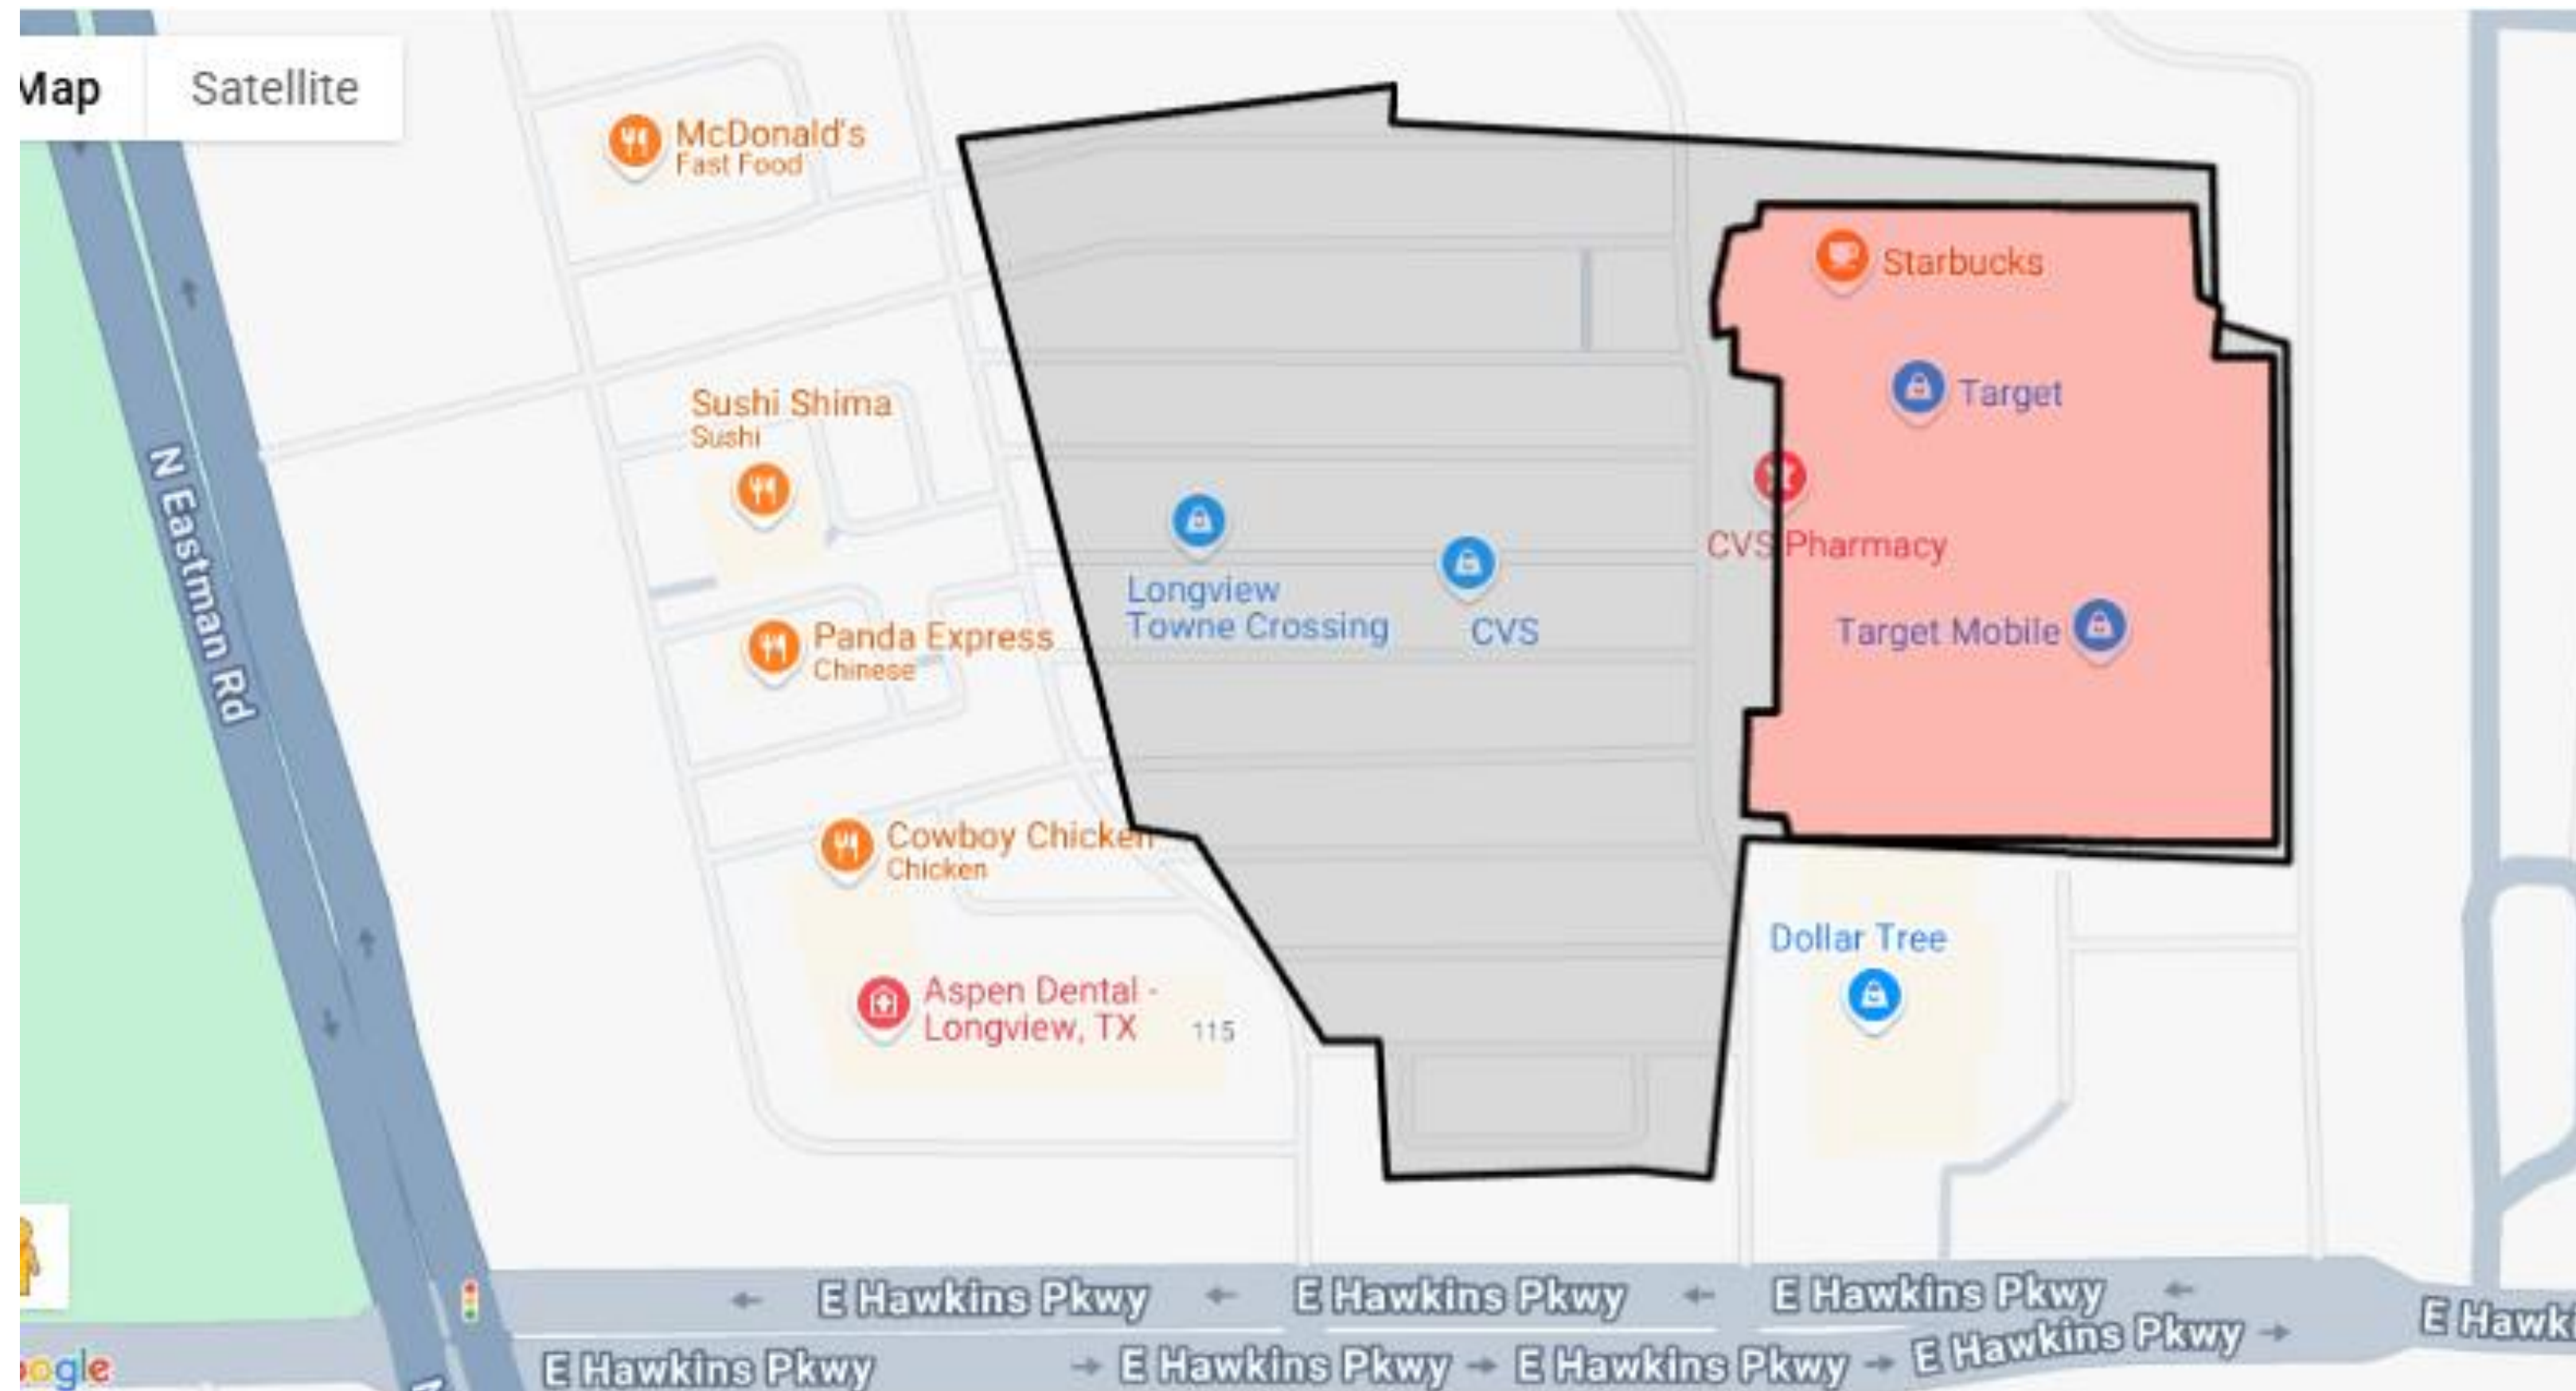 Map
Satellite
McDonald's
Fast Food
Starbucks
Target
Sushi Shima
Sushi
CVS Pharmacy
Longview
Towne Crossing
CVS
Target Mobile
Panda Express
Chinese
N Eastman Rd
Cowboy Chicken
Chicken
Dollar Tree
Aspen Dental -
Longview, TX
115
E Hawkins Pkwy
E Hawkins Pkwy
E Hawkins Pkwy
E Hawki
E Hawkins Pkwy
E Hawkins Pkwy
E Hawkins Pkwy
E Hawkins Pkwy
oogle
N